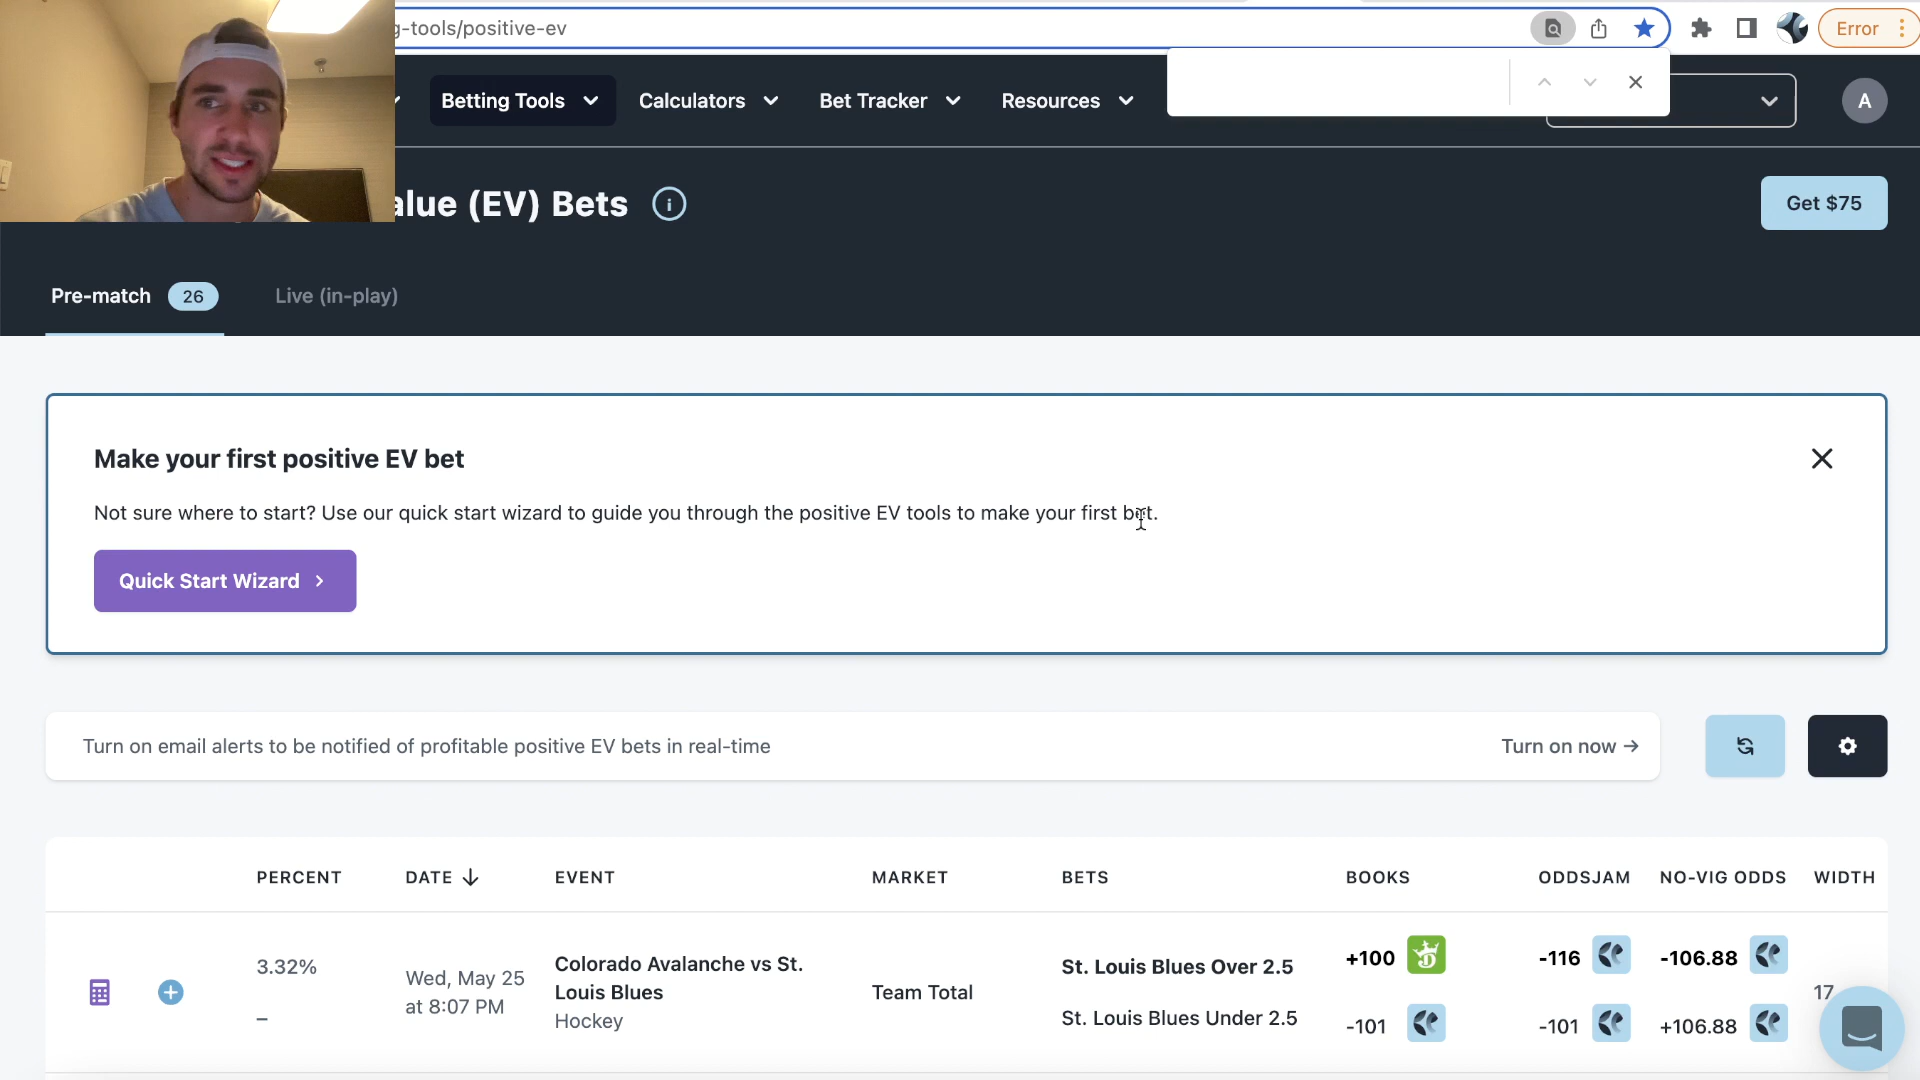 g-tools/positive-ev
Error
Betting Tools
Calculators
Bet Tracker
Resources
A
alue (EV) Bets
Get $75
Pre-match 26
Live (in-play)
Make your first positive EV bet
Not sure where to start? Use our quick start wizard to guide you through the positive EV tools to make your first bet.
Quick Start Wizard
Turn on email alerts to be notified of profitable positive EV bets in real-time
Turn on now →
PERCENT DATE ↓ EVENT MARKET BETS BOOKS ODDSJAM NO-VIG ODDS WIDTH
3.32%
–
Wed, May 25
at 8:07 PM
Colorado Avalanche vs St.
Louis Blues
Hockey
Team Total
St. Louis Blues Over 2.5
St. Louis Blues Under 2.5
+100
-101
-116
-101
-106.88
+106.88
17